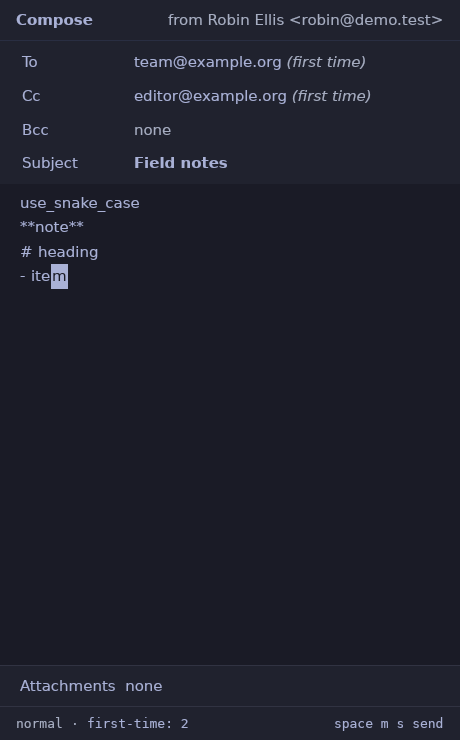 Compose from Robin Ellis <robin@demo.test>
To team@example.org (first time)
Cc editor@example.org (first time)
Bcc none
Subject Field notes
use_snake_case
**note**
# heading
- item
Attachments none
normal · first-time: 2 space m s send